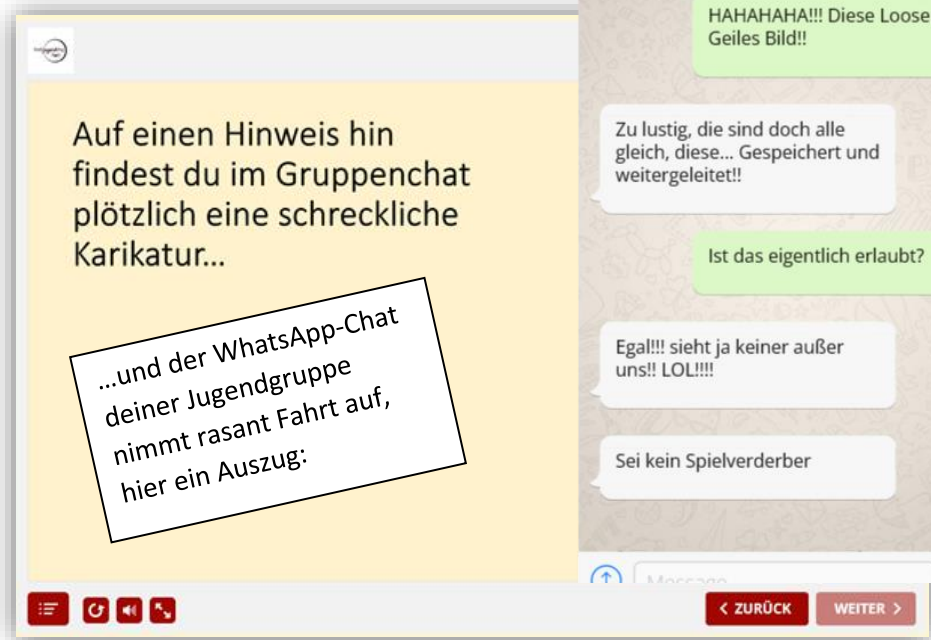 HAHAHAHA!!! Diese Loose
Geiles Bild!!
Auf einen Hinweis hin
findest du im Gruppenchat
plötzlich eine schreckliche
Karikatur...
...und der WhatsApp-Chat
deiner Jugendgruppe
nimmt rasant Fahrt auf,
hier ein Auszug:
Zu lustig, die sind doch alle
gleich, diese... Gespeichert und
weitergeleitet!!
Ist das eigentlich erlaubt?
Egal!!! sieht ja keiner außer
uns!! LOL!!!!
Sei kein Spielverderber
Message
< ZURÜCK
WEITER >